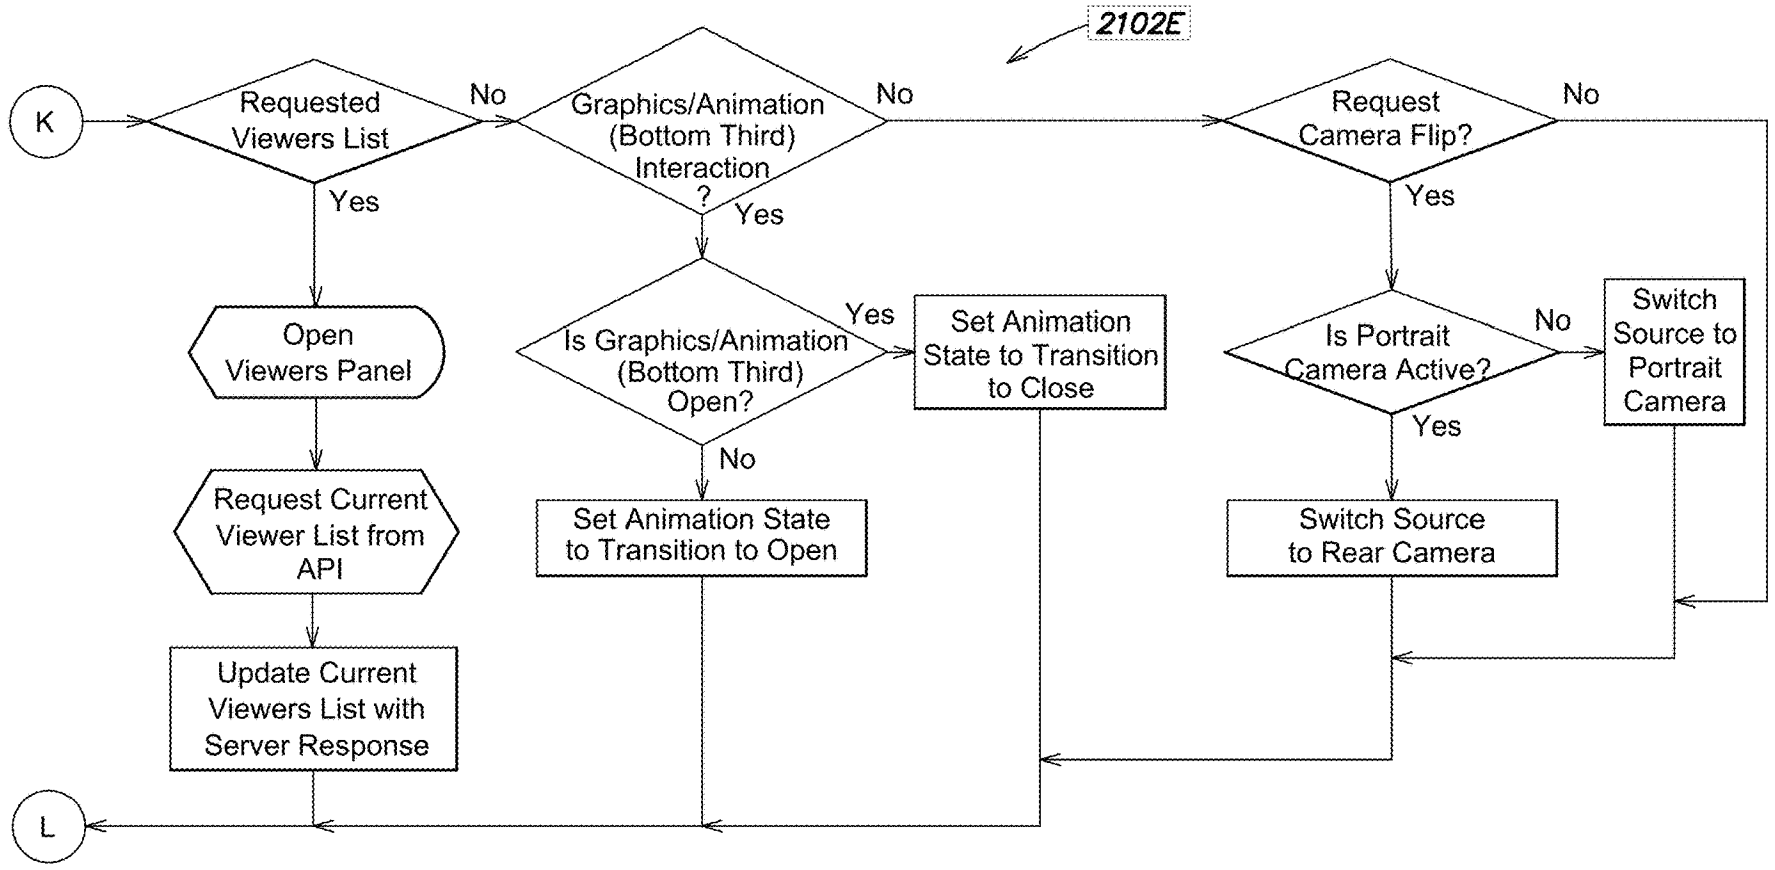 2102E
K
Requested
Viewers List
No
Yes
Graphics/Animation
(Bottom Third)
Interaction
?
No
Yes
Request
Camera Flip?
No
Yes
Open
Viewers Panel
Is Graphics/Animation
(Bottom Third)
Open?
Yes
No
Set Animation
State to Transition
to Close
Is Portrait
Camera Active?
No
Yes
Switch
Source to
Portrait
Camera
Request Current
Viewer List from
API
Set Animation State
to Transition to Open
Switch Source
to Rear Camera
Update Current
Viewers List with
Server Response
L